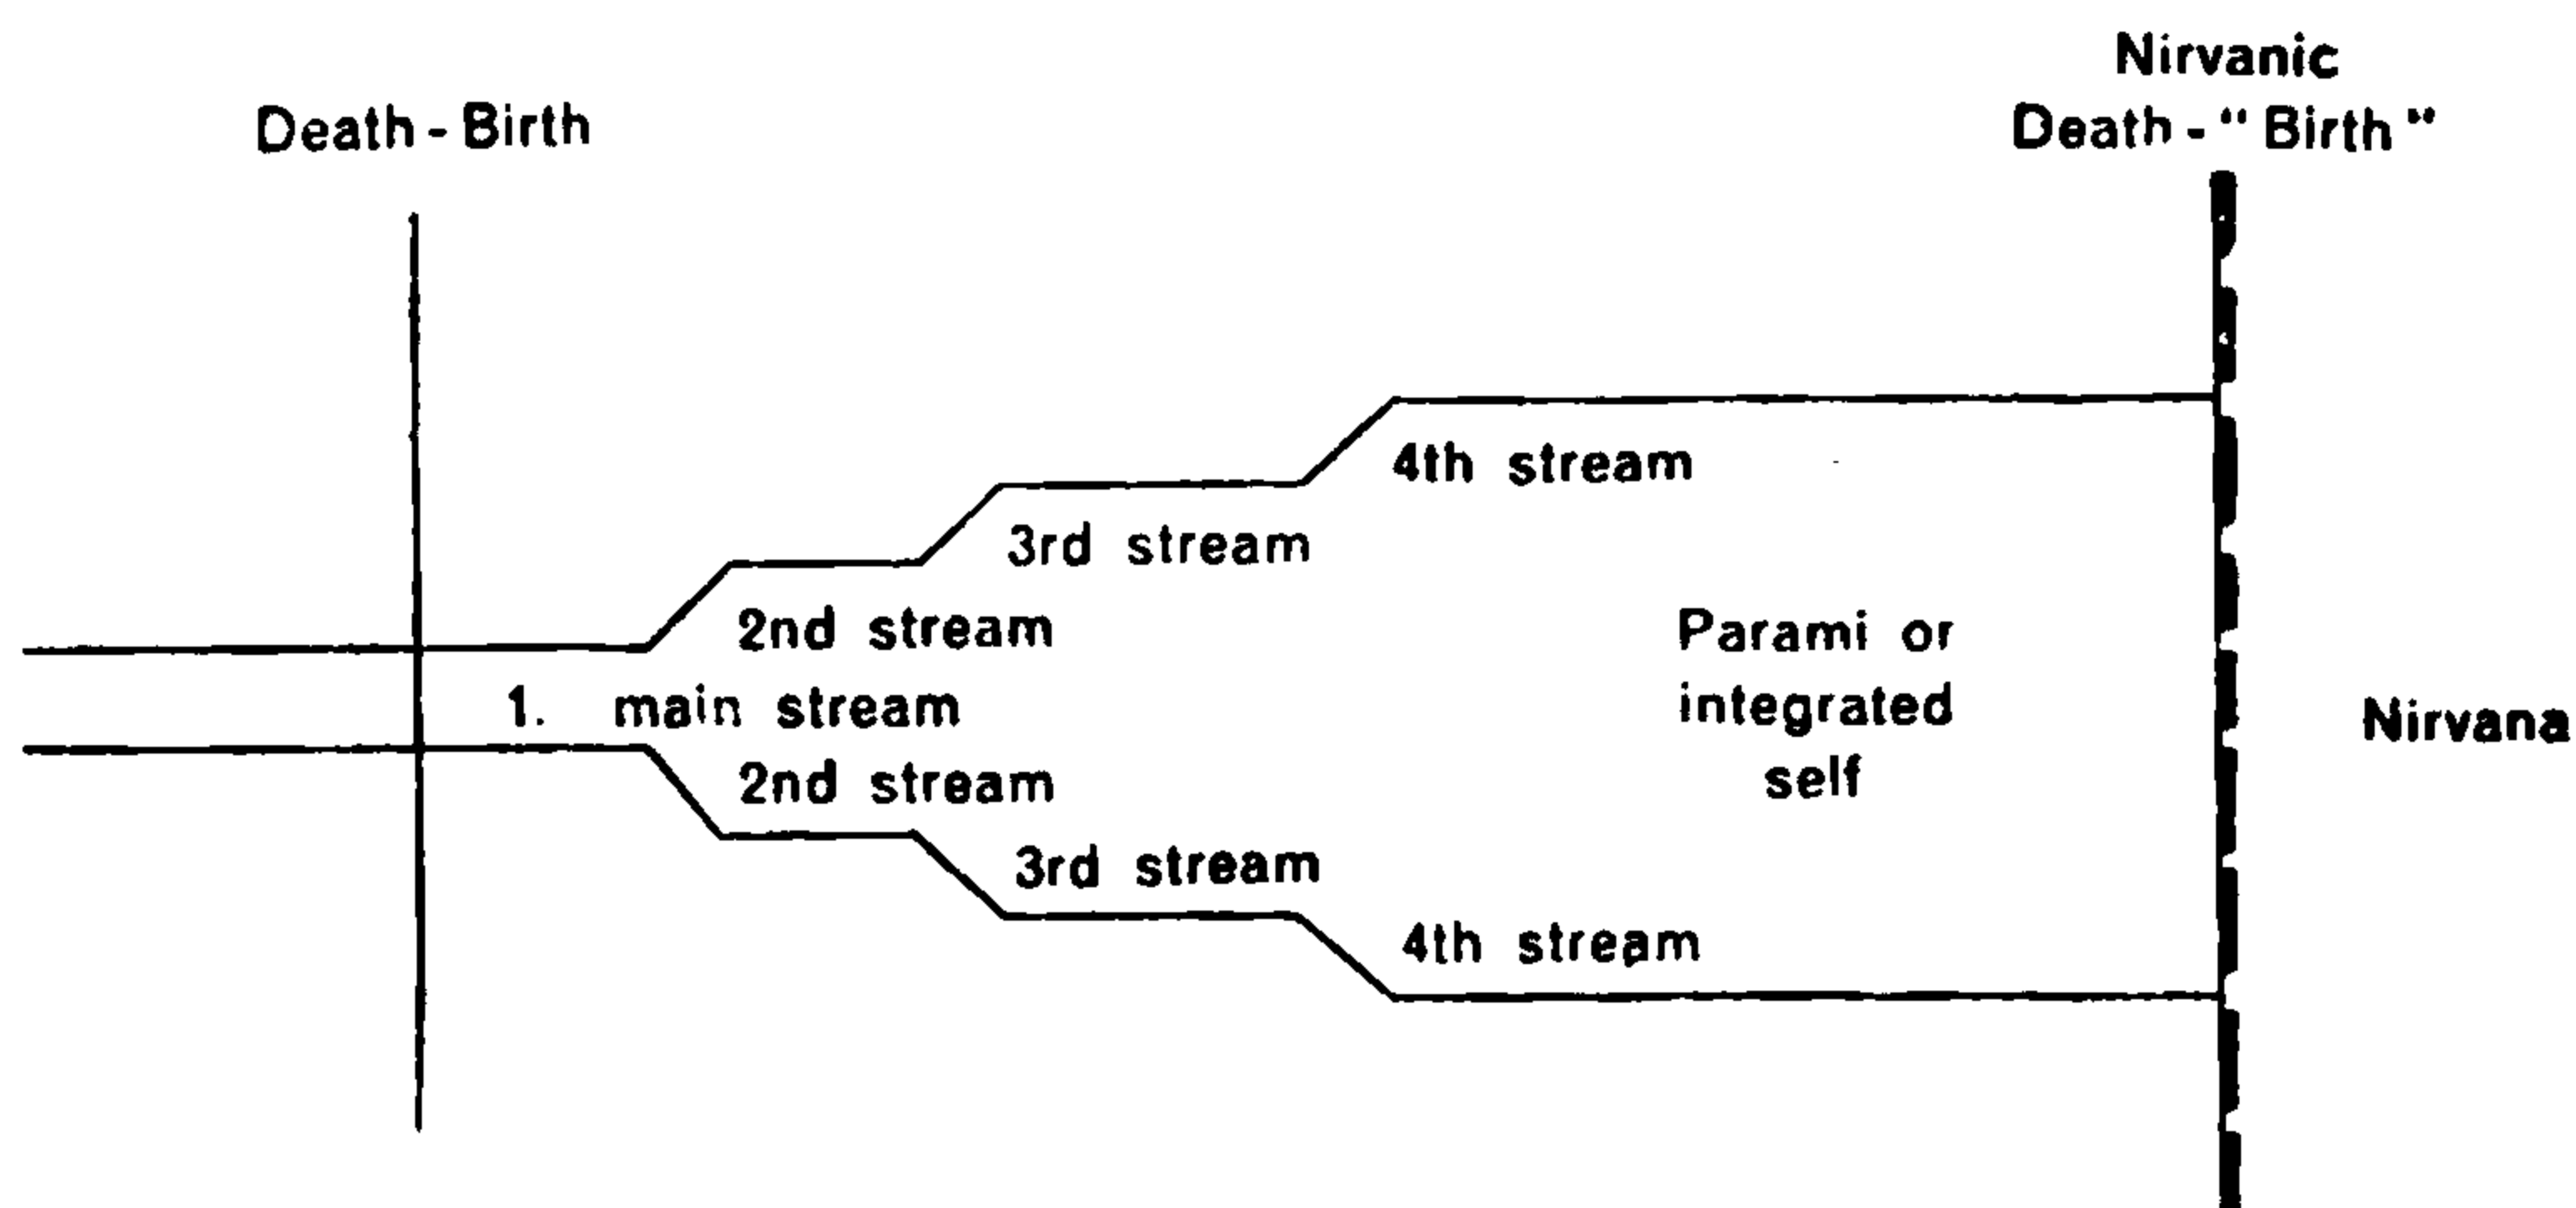 Nirvanic
Death - " Birth "
Death - Birth
4th stream
3rd stream
2nd stream
1. main stream
2nd stream
3rd stream
4th stream
Parami or
integrated
self
Nirvana